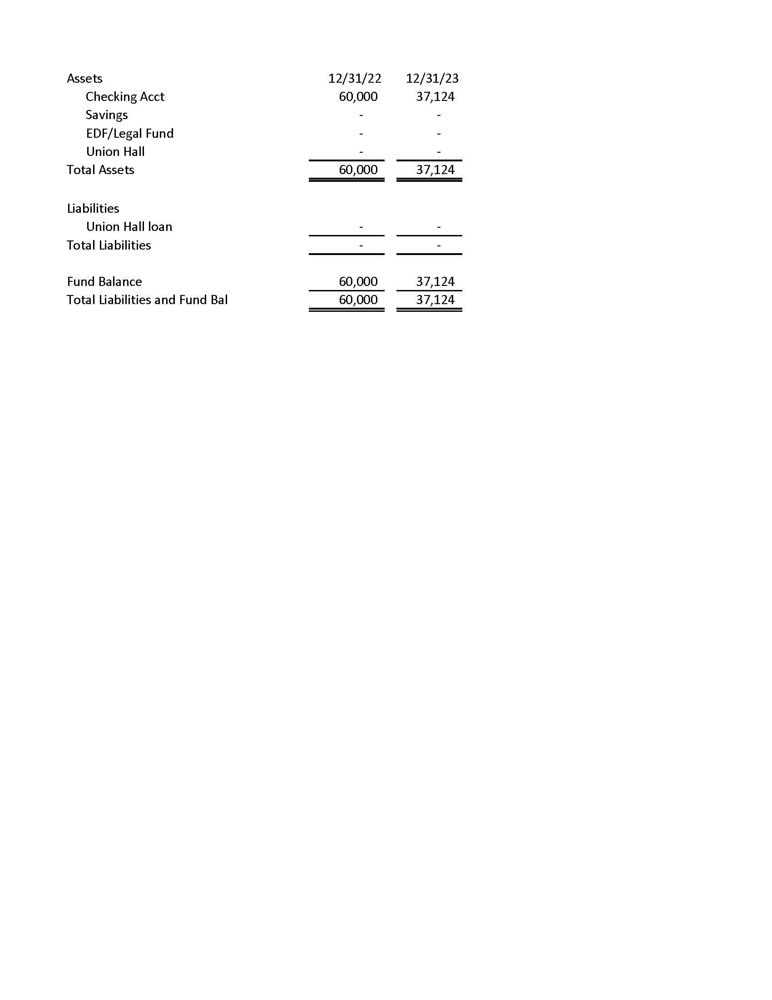 Assets 12/31/22 12/31/23
Checking Acct 60,000 37,124
Savings - -
EDF/Legal Fund - -
Union Hall - -
Total Assets 60,000 37,124
Liabilities
Union Hall loan - -
Total Liabilities - -
Fund Balance 60,000 37,124
Total Liabilities and Fund Bal 60,000 37,124